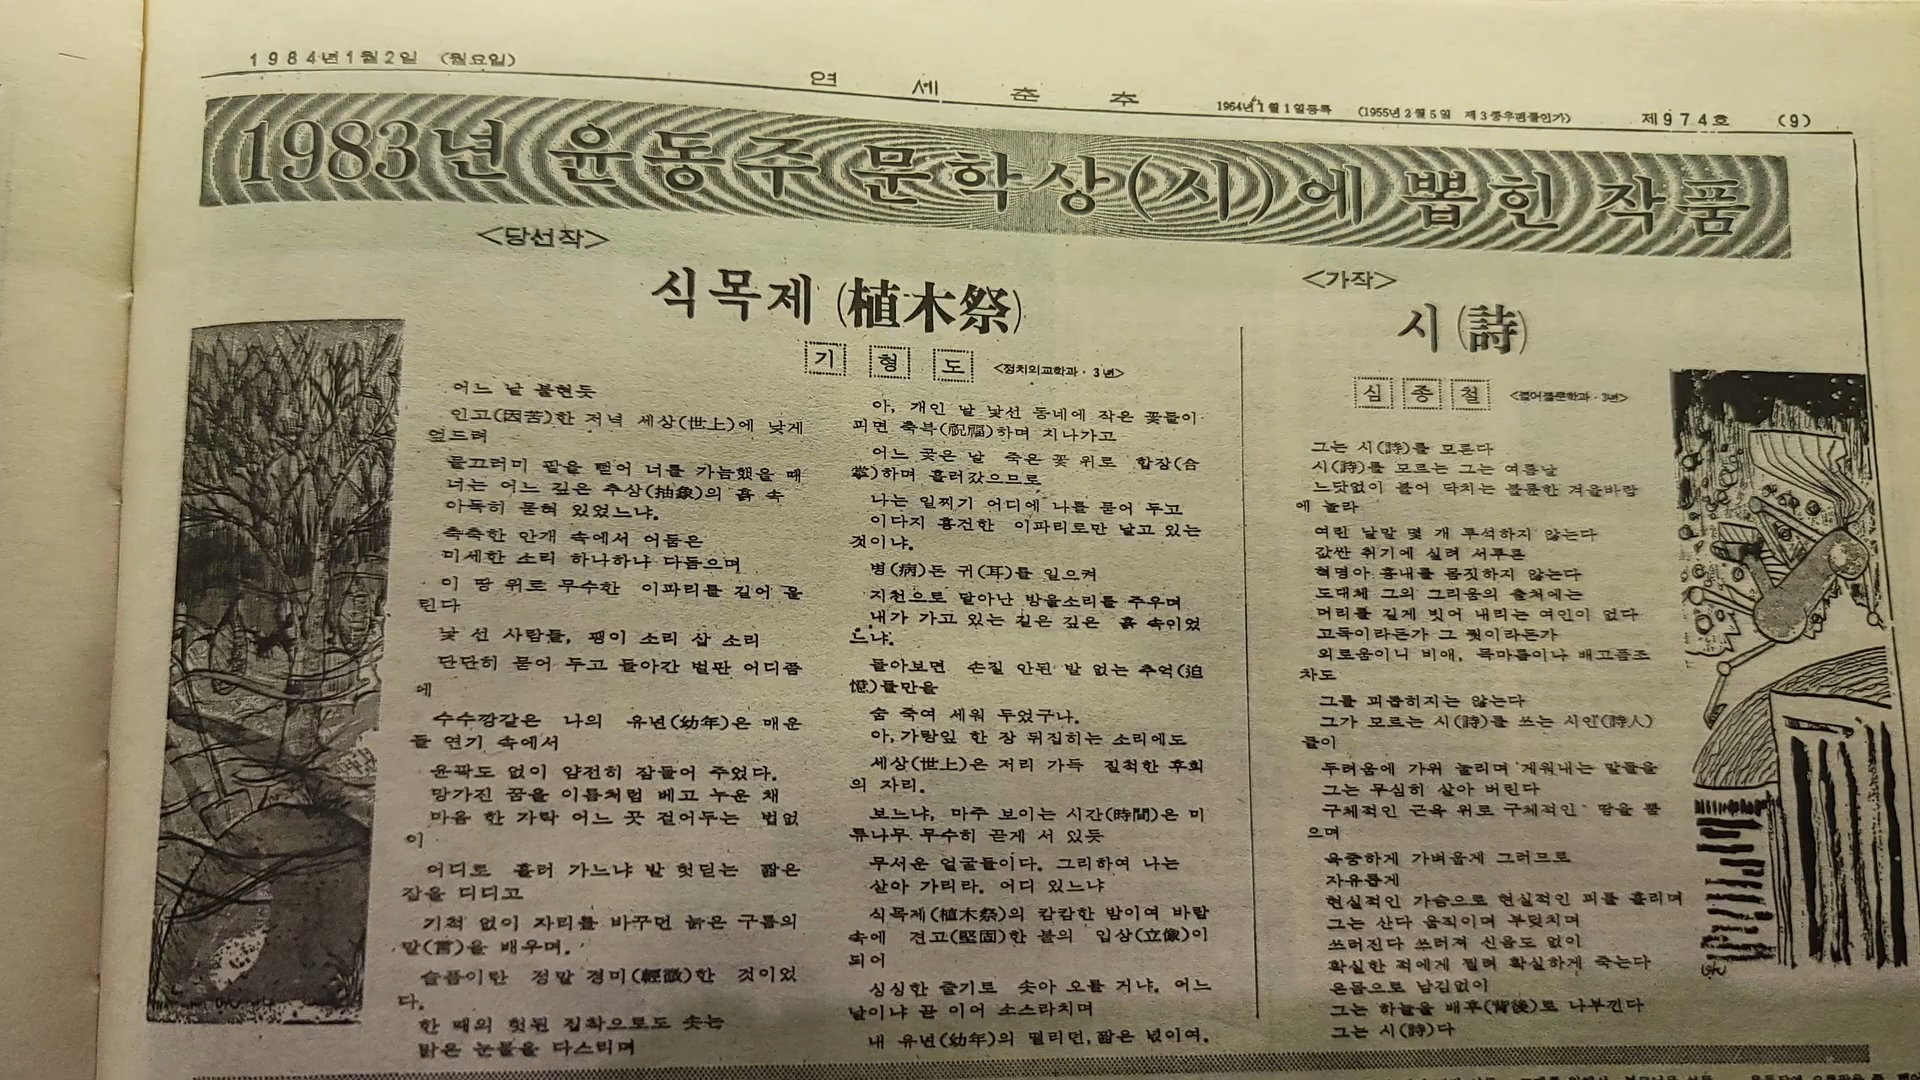 1984년1월2일 (월요일)
연 세 춘 추
1964년1월1일등록 (1955년2월5일 제3종우편물인가)
제974호 (9)
1983년 윤동주 문학상(시)에 뽑힌 작품
<당선작>
식목제(植木祭)
기 형 도 <정치외교학과·3년>
어느 날 불현듯
인고(因苦)한 저녁 세상(世上)에 낮게
엎드려
물끄러미 팔을 뻗어 너를 가늠했을 때
너는 어느 깊은 추상(抽象)의 흙 속
아득히 묻혀 있었느냐.
축축한 안개 속에서 어둠은
미세한 소리 하나하나 다듬으며
이 땅 위로 무수한 이파리를 길어 올
린다
낯 선 사람들, 괭이 소리 삽 소리
단단히 묻어 두고 돌아간 벌판 어디쯤
에
수수깡같은 나의 유년(幼年)은 매운
들 연기 속에서
윤곽도 없이 얌전히 잠들어 주었다.
망가진 꿈을 이름처럼 베고 누운 채
마음 한 가락 어느 곳 걸어두는 법없
이
어디로 흘러 가느냐 발 헛딛는 짧은
잠을 디디고
기척 없이 자리를 바꾸던 늙은 구름의
말(言)을 배우며.
슬픔이란 정말 경미(輕微)한 것이었
다.
한 때의 헛된 집착으로도 솟는
맑은 눈물을 다스리며
아, 개인 날 낯선 동네에 작은 꽃들이
피면 축복(祝福)하며 지나가고
어느 궂은 날 죽은 꽃 위로 합장(合
掌)하며 흘러갔으므로
나는 일찌기 어디에 나를 묻어 두고
이다지 흥건한 이파리로만 날고 있는
것이냐.
병(病)든 귀(耳)를 일으켜
지천으로 달아난 방울소리를 주우며
내가 가고 있는 길은 깊은 흙 속이었
느냐.
돌아보면 손질 안된 발 없는 추억(追
憶)들만을
숨 죽여 세워 두었구나.
아,가랑잎 한 장 뒤집히는 소리에도
세상(世上)은 저리 가득 질척한 후회
의 자리.
보느냐, 마주 보이는 시간(時間)은 미
류나무 무수히 곧게 서 있듯
무서운 얼굴들이다. 그리하여 나는
살아 가리라. 어디 있느냐
식목제(植木祭)의 캄캄한 밤이여 바람
속에 견고(堅固)한 불의 입상(立像)이
되어
싱싱한 줄기로 솟아 오를 거냐. 어느
날이냐 곧 이어 소스라치며
내 유년(幼年)의 떨리던,짧은 넋이여.
<가작>
시(詩)
심 종 철 <불어불문학과·3년>
그는 시(詩)를 모른다
시(詩)를 모르는 그는 여름날
느닷없이 불어 닥치는 불륜한 겨울바람
에 놀라
여린 낱말 몇 개 투석하지 않는다
값싼 취기에 실려 서투른
혁명아 흉내를 몸짓하지 않는다
도대체 그의 그리움의 출처에는
머리를 길게 빗어 내리는 여인이 없다
고독이라든가 그 뭣이라든가
외로움이니 비애, 목마름이나 배고픔조
차도
그를 괴롭히지는 않는다
그가 모르는 시(詩)를 쓰는 시인(詩人)
들이
두려움에 가위 눌리며 게워내는 말들을
그는 무심히 살아 버린다
구체적인 근육 위로 구체적인 땀을 뿜
으며
육중하게 가벼웁게 그러므로
자유롭게
현실적인 가슴으로 현실적인 피를 흘리며
그는 산다 움직이며 부딪치며
쓰러진다 쓰러져 신음도 없이
확실한 적에게 찔려 확실하게 죽는다
온몸으로 남김없이
그는 하늘을 배후(背後)로 나부낀다
그는 시(詩)다